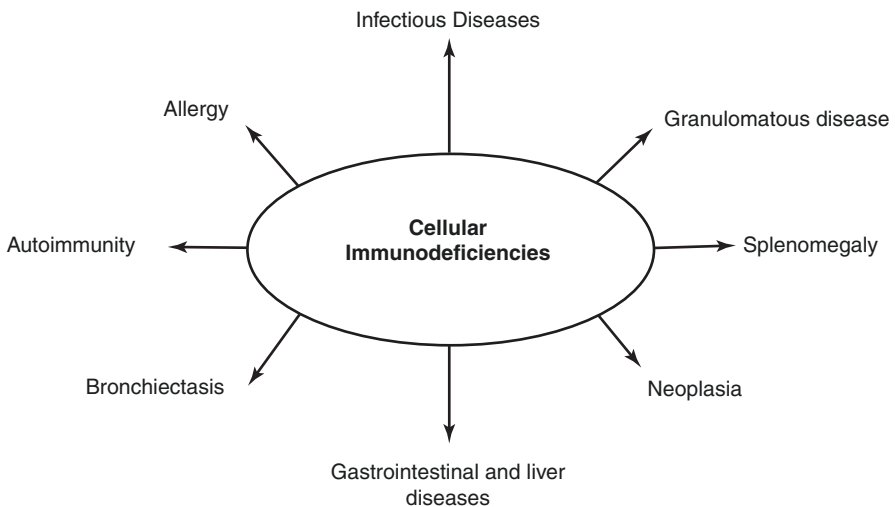 Infectious Diseases
Allergy
Granulomatous disease
Cellular
Immunodeficiencies
Autoimmunity
Splenomegaly
Bronchiectasis
Neoplasia
Gastrointestinal and liver
diseases